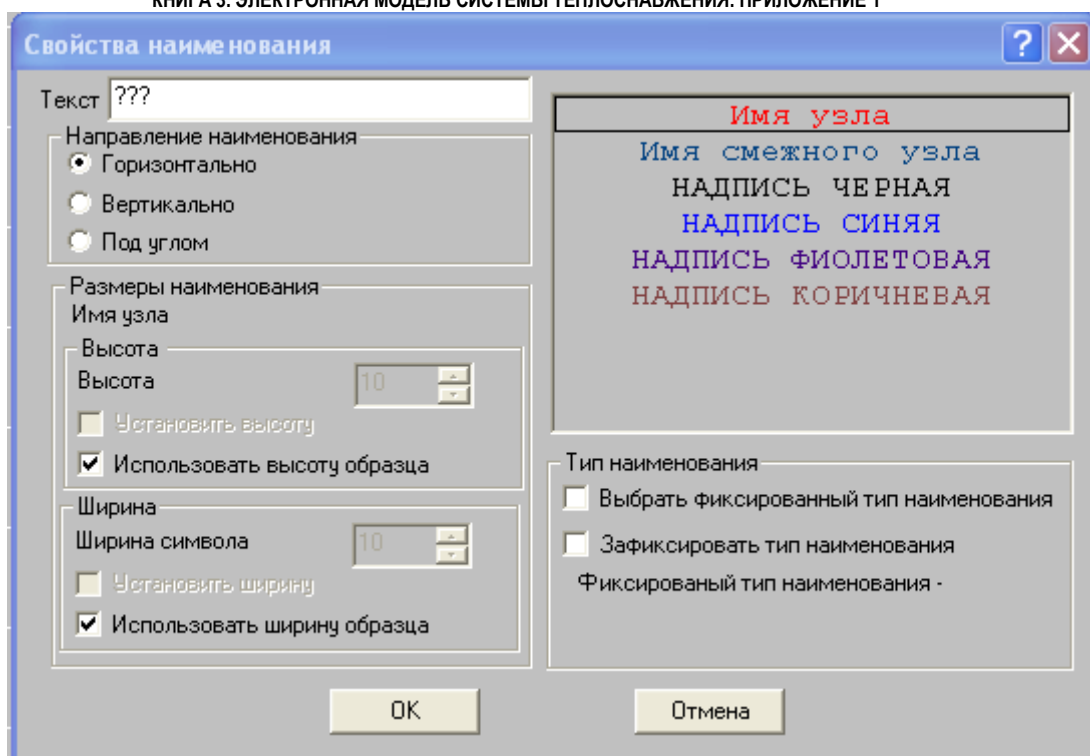 КНИГА 3. ЭЛЕКТРОННАЯ МОДЕЛЬ СИСТЕМЫ ТЕПЛОСНАБЖЕНИЯ. ПРИЛОЖЕНИЕ 1
Свойства наименования
Текст ???
Направление наименования
Горизонтально
Вертикально
Под углом
Размеры наименования
Имя узла
Высота
Высота 10
Установить высоту
Использовать высоту образца
Ширина
Ширина символа 10
Установить ширину
Использовать ширину образца
Имя узла
Имя смежного узла
НАДПИСЬ ЧЕРНАЯ
НАДПИСЬ СИНЯЯ
НАДПИСЬ ФИОЛЕТОВАЯ
НАДПИСЬ КОРИЧНЕВАЯ
Тип наименования
Выбрать фиксированный тип наименования
Зафиксировать тип наименования
Фиксированый тип наименования -
OK
Отмена